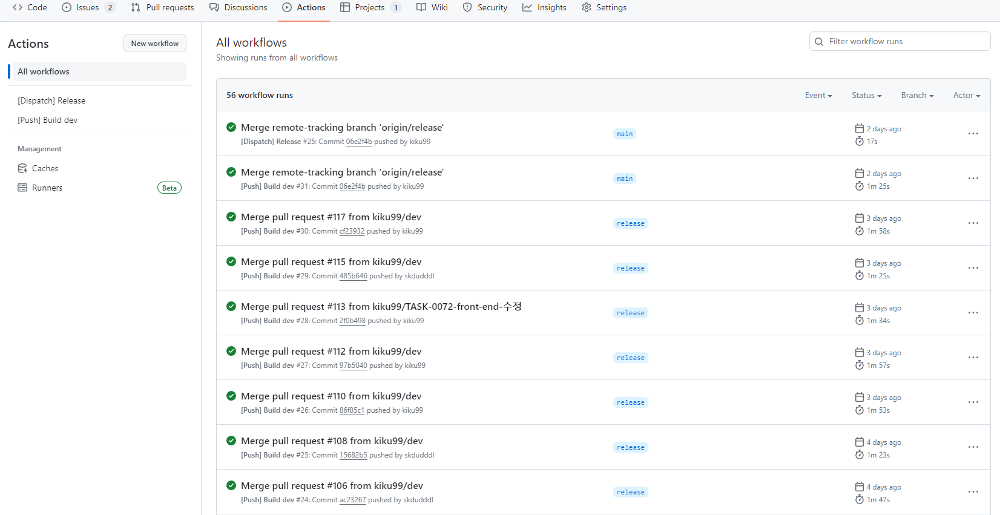 Code Issues 2 Pull requests Discussions Actions Projects 1 Wiki Security Insights Settings
Actions
New workflow
All workflows
[Dispatch] Release
[Push] Build dev
Management
Caches
Runners Beta
All workflows
Showing runs from all workflows
Filter workflow runs
56 workflow runs Event Status Branch Actor
Merge remote-tracking branch 'origin/release'
[Dispatch] Release #25: Commit 06e2f4b pushed by kiku99
main
2 days ago
17s
Merge remote-tracking branch 'origin/release'
[Push] Build dev #31: Commit 06e2f4b pushed by kiku99
main
2 days ago
1m 25s
Merge pull request #117 from kiku99/dev
[Push] Build dev #30: Commit cf23932 pushed by kiku99
release
3 days ago
1m 58s
Merge pull request #115 from kiku99/dev
[Push] Build dev #29: Commit 485b646 pushed by skdudddl
release
3 days ago
1m 25s
Merge pull request #113 from kiku99/TASK-0072-front-end-수정
[Push] Build dev #28: Commit 2f0b498 pushed by kiku99
release
3 days ago
1m 34s
Merge pull request #112 from kiku99/dev
[Push] Build dev #27: Commit 97b5040 pushed by kiku99
release
3 days ago
1m 57s
Merge pull request #110 from kiku99/dev
[Push] Build dev #26: Commit 86f85c1 pushed by kiku99
release
3 days ago
1m 53s
Merge pull request #108 from kiku99/dev
[Push] Build dev #25: Commit 15682b5 pushed by skdudddl
release
4 days ago
1m 23s
Merge pull request #106 from kiku99/dev
[Push] Build dev #24: Commit ac23267 pushed by skdudddl
release
4 days ago
1m 47s